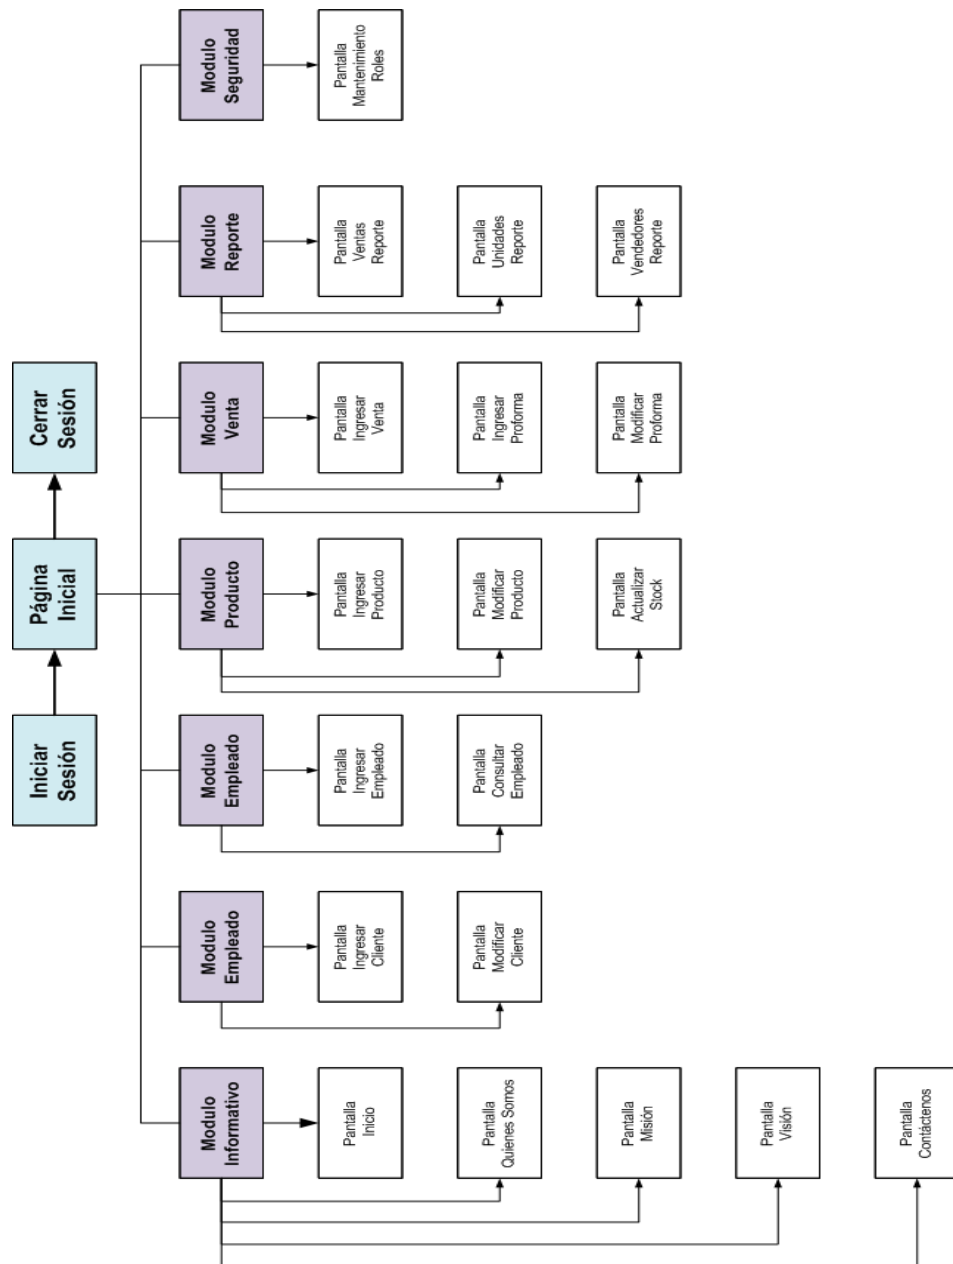 Iniciar
Sesión
Página
Inicial
Cerrar
Sesión
Modulo
Informativo
Modulo
Empleado
Modulo
Empleado
Modulo
Producto
Modulo
Venta
Modulo
Reporte
Modulo
Seguridad
Pantalla
Inicio
Pantalla
Ingresar
Cliente
Pantalla
Ingresar
Empleado
Pantalla
Ingresar
Producto
Pantalla
Ingresar
Venta
Pantalla
Ventas
Reporte
Pantalla
Mantenimiento
Roles
Pantalla
Quienes Somos
Pantalla
Modificar
Cliente
Pantalla
Consultar
Empleado
Pantalla
Modificar
Producto
Pantalla
Ingresar
Proforma
Pantalla
Unidades
Reporte
Pantalla
Misión
Pantalla
Actualizar
Stock
Pantalla
Modificar
Proforma
Pantalla
Vendedores
Reporte
Pantalla
Visión
Pantalla
Contáctenos